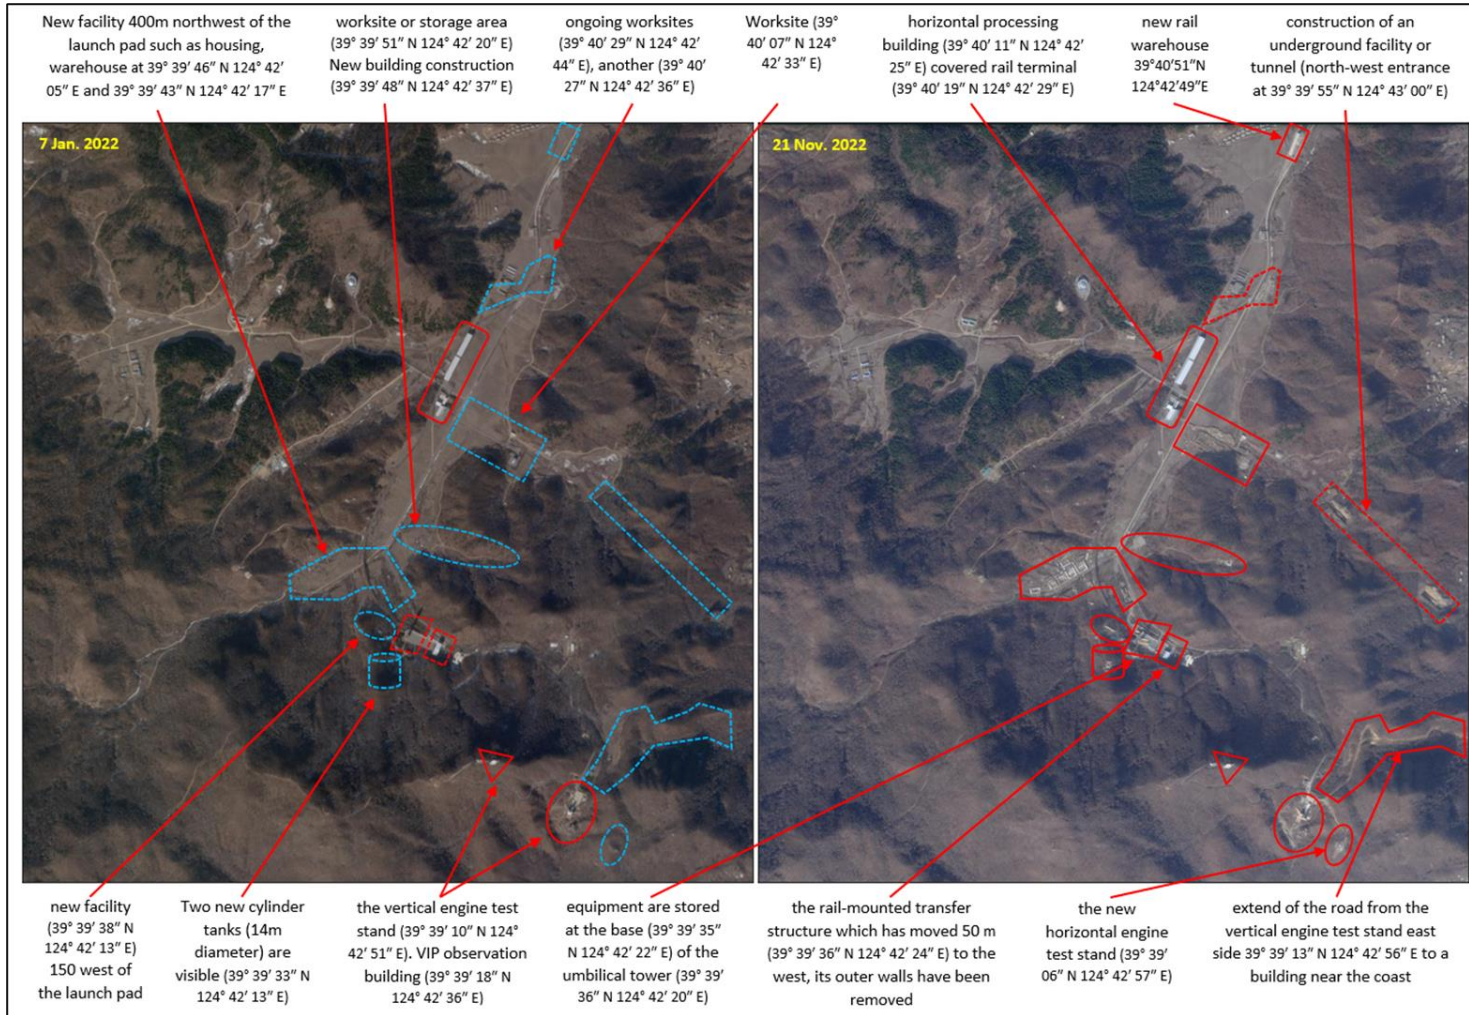 New facility 400m northwest of the
launch pad such as housing,
warehouse at 39° 39′ 46″ N 124° 42′
05″ E and 39° 39′ 43″ N 124° 42′ 17″ E
worksite or storage area
(39° 39′ 51″ N 124° 42′ 20″ E)
New building construction
(39° 39′ 48″ N 124° 42′ 37″ E)
ongoing worksites
(39° 40′ 29″ N 124° 42′
44″ E), another (39° 40′
27″ N 124° 42′ 36″ E)
Worksite (39°
40′ 07″ N 124°
42′ 33″ E)
horizontal processing
building (39° 40′ 11″ N 124° 42′
25″ E) covered rail terminal
(39° 40′ 19″ N 124° 42′ 29″ E)
new rail
warehouse
39°40′51″N
124°42′49″E
construction of an
underground facility or
tunnel (north-west entrance
at 39° 39′ 55″ N 124° 43′ 00″ E)
7 Jan. 2022
21 Nov. 2022
new facility
(39° 39′ 38″ N
124° 42′ 13″ E)
150 west of
the launch pad
Two new cylinder
tanks (14m
diameter) are
visible (39° 39′ 33″ N
124° 42′ 13″ E)
the vertical engine test
stand (39° 39′ 10″ N 124°
42′ 51″ E). VIP observation
building (39° 39′ 18″ N
124° 42′ 36″ E)
equipment are stored
at the base (39° 39′ 35″
N 124° 42′ 22″ E) of the
umbilical tower (39° 39′
36″ N 124° 42′ 20″ E)
the rail-mounted transfer
structure which has moved 50 m
(39° 39′ 36″ N 124° 42′ 24″ E) to the
west, its outer walls have been
removed
the new
horizontal engine
test stand (39° 39′
06″ N 124° 42′ 57″ E)
extend of the road from the
vertical engine test stand east
side 39° 39′ 13″ N 124° 42′ 56″ E to a
building near the coast